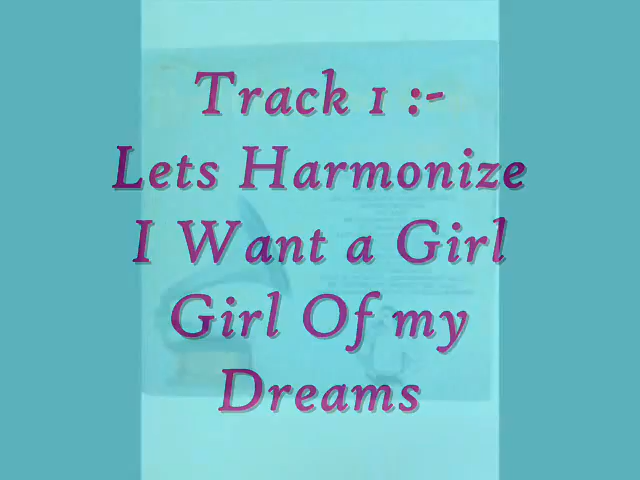 Track 1 :-
Lets Harmonize
I Want a Girl
Girl Of my
Dreams